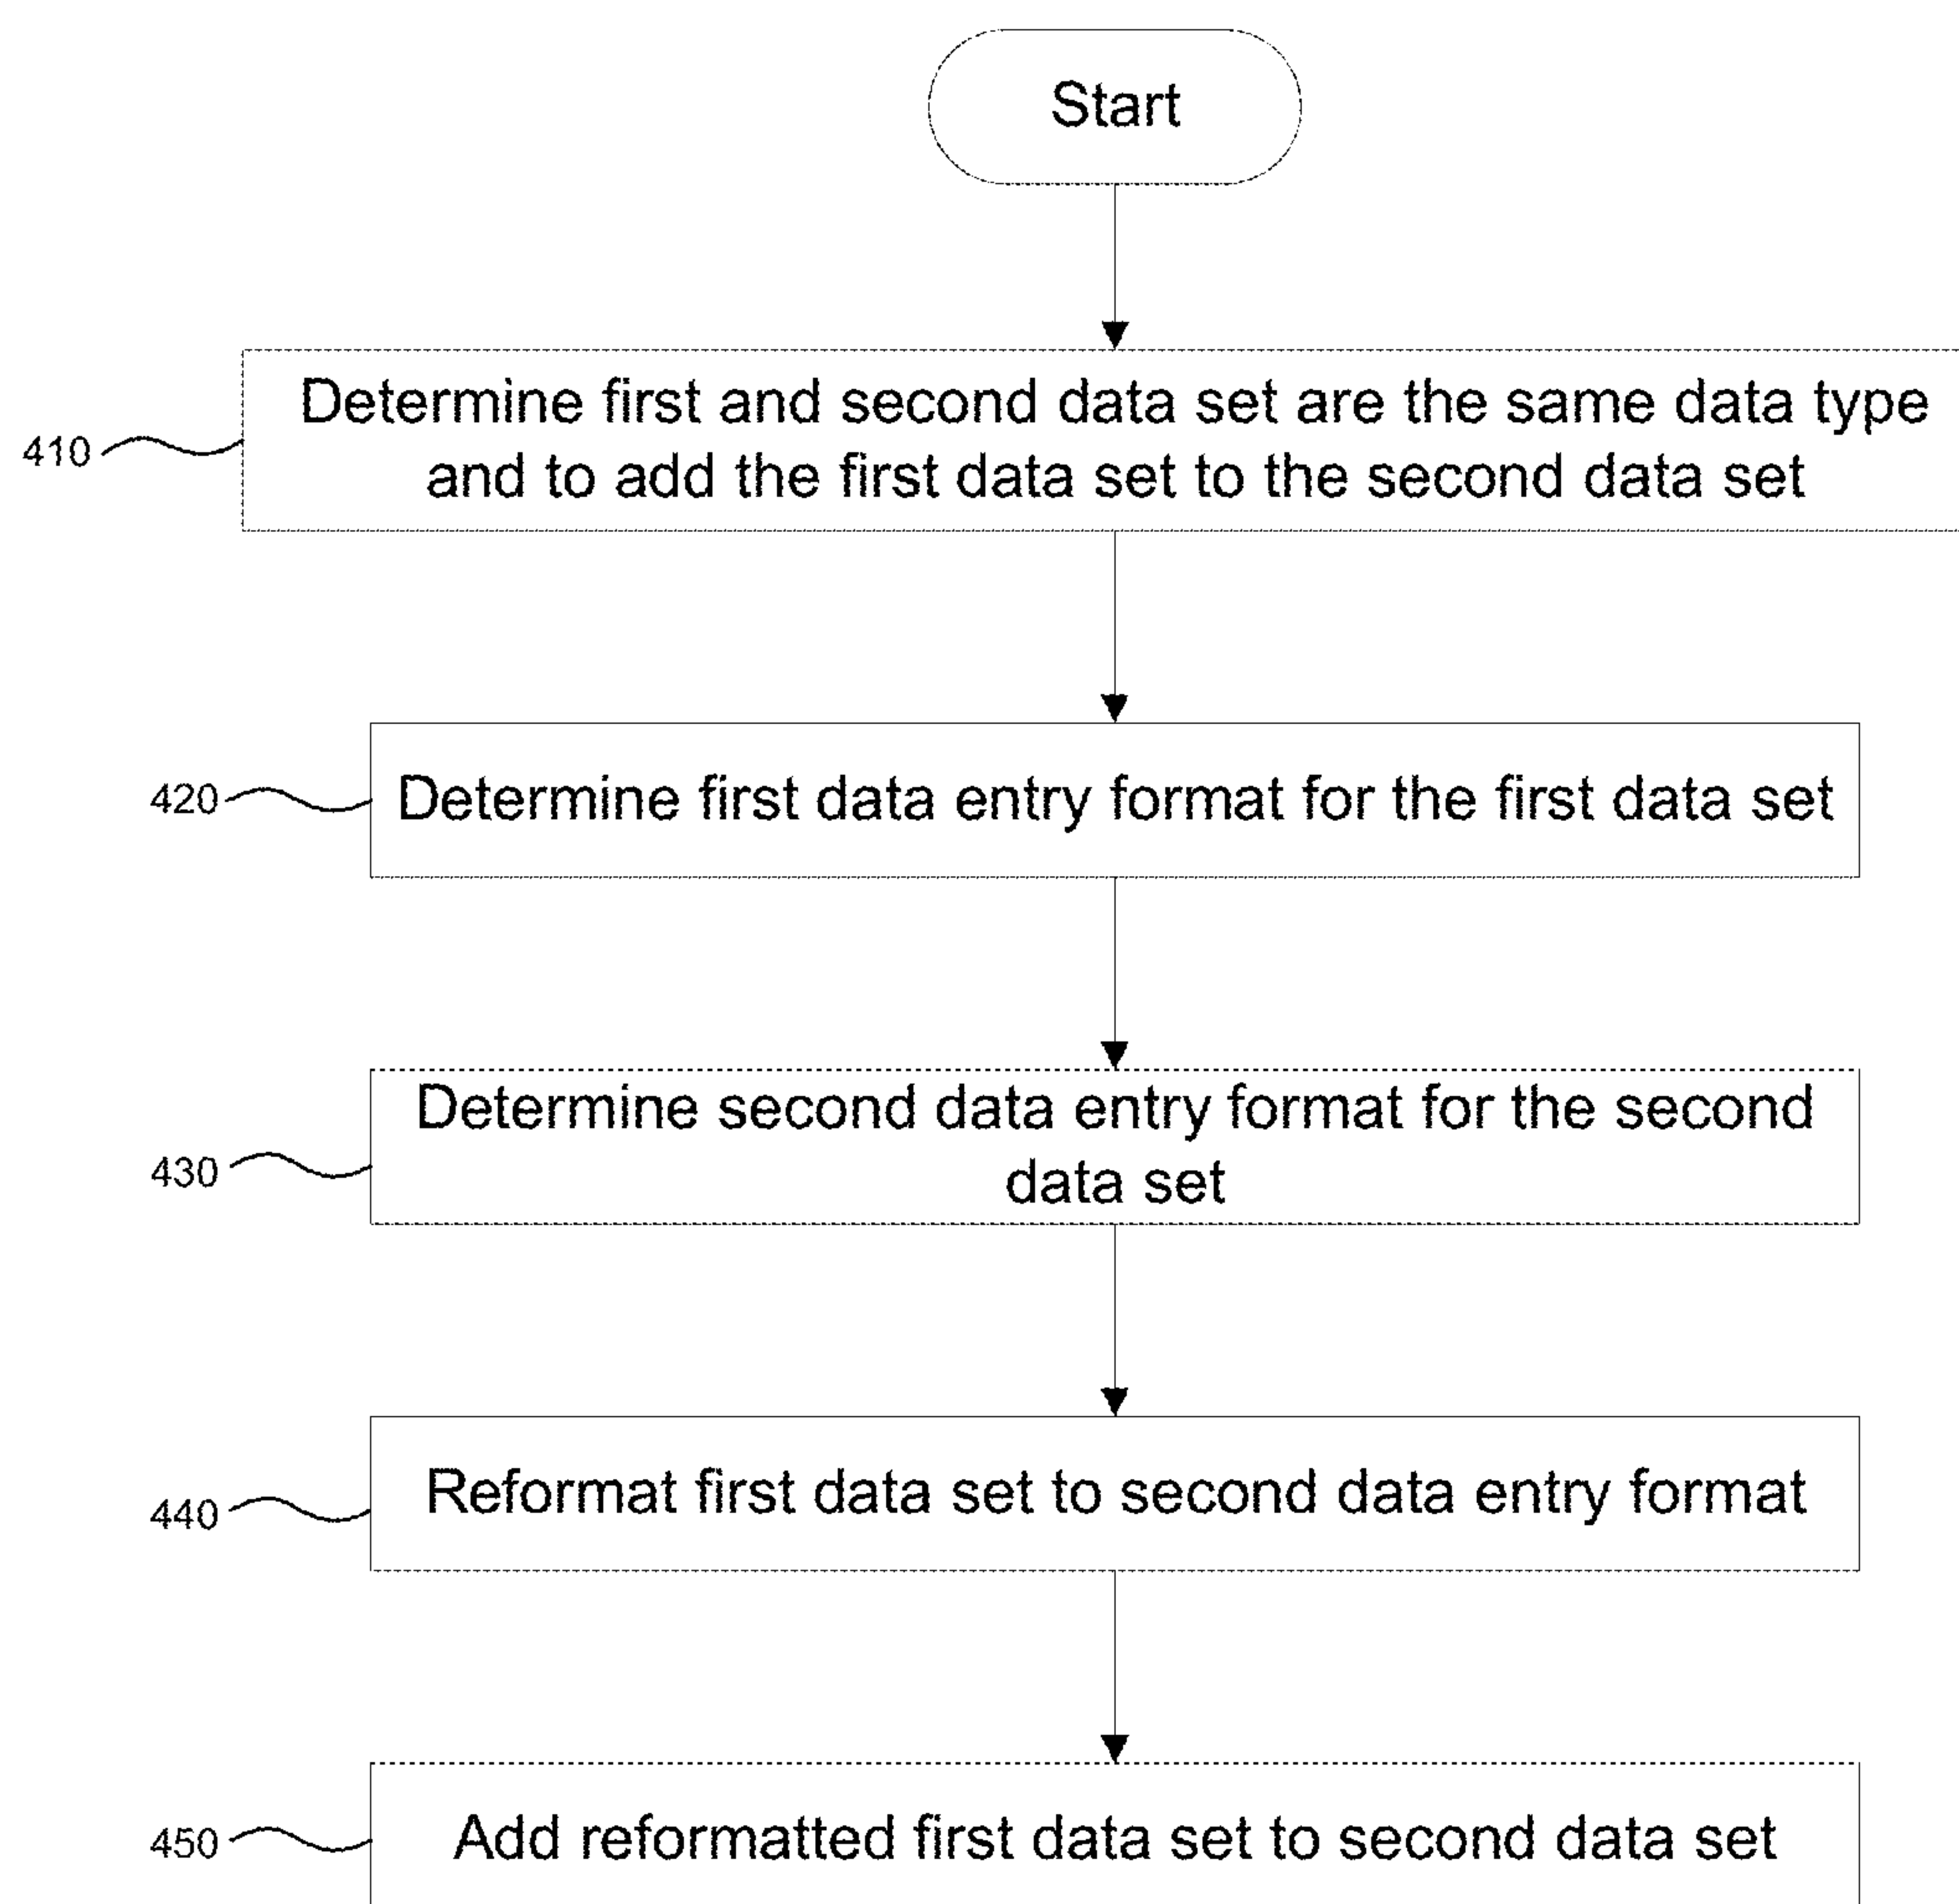 Start
410
Determine first and second data set are the same data type
and to add the first data set to the second data set
420
Determine first data entry format for the first data set
430
Determine second data entry format for the second
data set
440
Reformat first data set to second data entry format
450
Add reformatted first data set to second data set